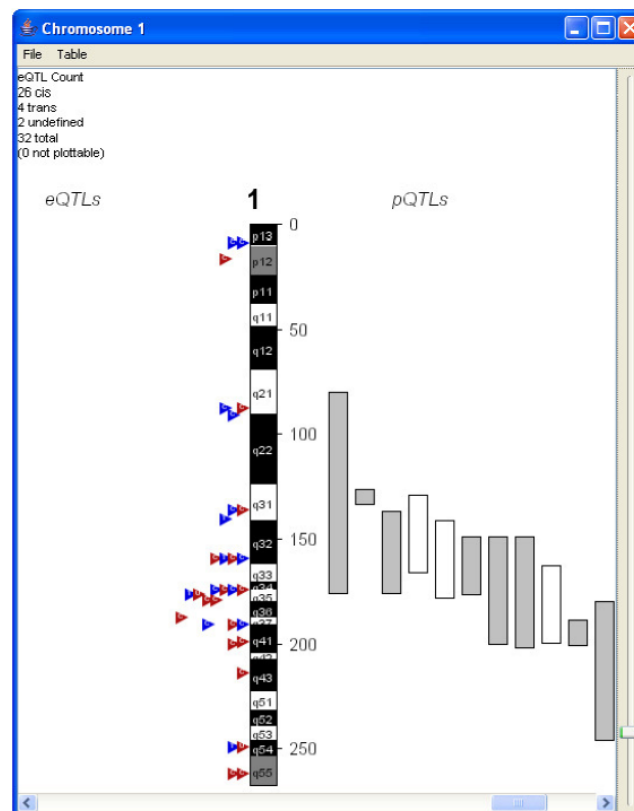 Chromosome 1
File Table
eQTL Count
26 cis
4 trans
2 undefined
32 total
(0 not plottable)
eQTLs 1 pQTLs
0
p13
p12
p11
q11
50
q12
q21
100
q22
q31
150
q32
q33
q34
q35
q36
q37
200
q41
q43
q51
q52
q53
250
q54
q55